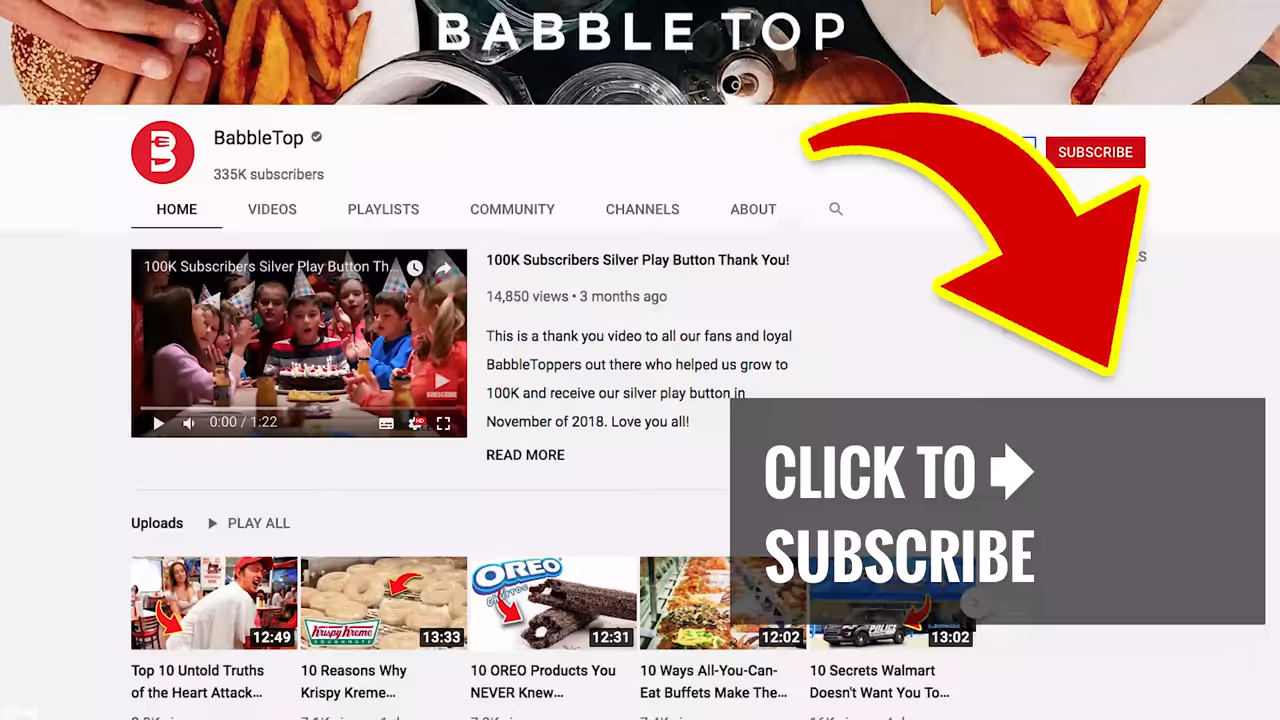 BABBLE TOP
BabbleTop
335K subscribers
SUBSCRIBE
HOME VIDEOS PLAYLISTS COMMUNITY CHANNELS ABOUT
100K Subscribers Silver Play Button Th...
SUBSCRIBE
0:00 / 1:22
HD
100K Subscribers Silver Play Button Thank You!
14,850 views • 3 months ago
This is a thank you video to all our fans and loyal
BabbleToppers out there who helped us grow to
100K and receive our silver play button in
November of 2018. Love you all!
READ MORE
CLICK TO
SUBSCRIBE
Uploads PLAY ALL
12:49
Krispy Kreme
DOUGHNUTS
13:33
OREO
Churros
12:31
12:02
POLICE
13:02
Top 10 Untold Truths
of the Heart Attack...
10 Reasons Why
Krispy Kreme...
10 OREO Products You
NEVER Knew...
10 Ways All-You-Can-
Eat Buffets Make The...
10 Secrets Walmart
Doesn't Want You To...